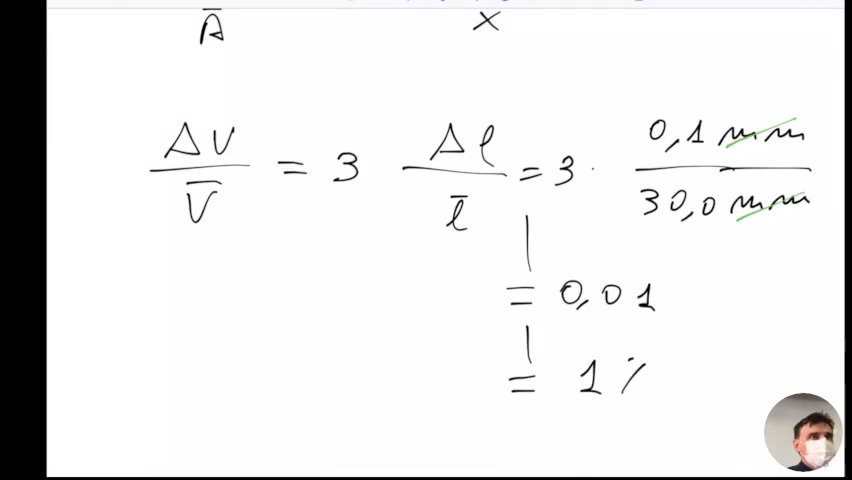 Ā x
ΔV/V̄ = 3 Δℓ/ℓ̄ = 3 · 0,1 mm/30,0 mm
= 0,01
= 1 %